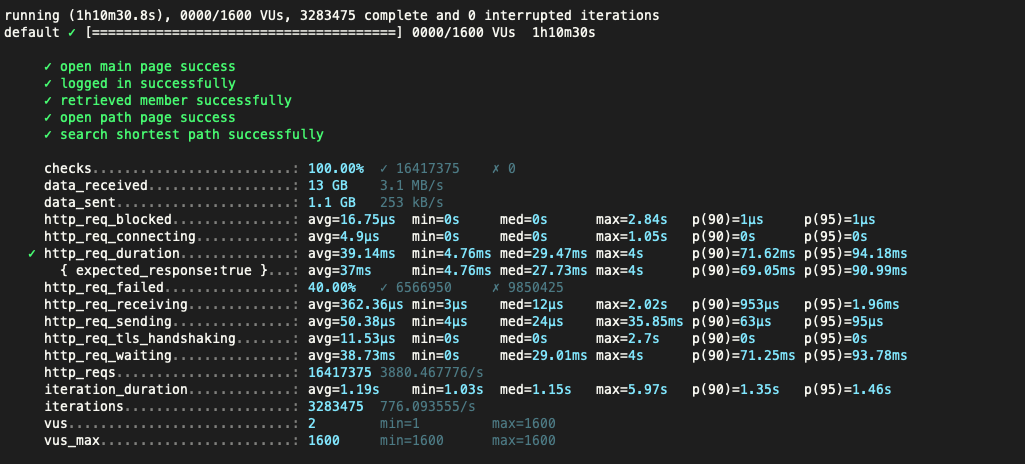 running (1h10m30.8s), 0000/1600 VUs, 3283475 complete and 0 interrupted iterations
default ✓ [======================================] 0000/1600 VUs  1h10m30s

     ✓ open main page success
     ✓ logged in successfully
     ✓ retrieved member successfully
     ✓ open path page success
     ✓ search shortest path successfully

     checks.........................: 100.00% ✓ 16417375    ✗ 0
     data_received..................: 13 GB   3.1 MB/s
     data_sent......................: 1.1 GB  253 kB/s
     http_req_blocked...............: avg=16.75µs  min=0s     med=0s      max=2.84s   p(90)=1µs     p(95)=1µs
     http_req_connecting............: avg=4.9µs    min=0s     med=0s      max=1.05s   p(90)=0s      p(95)=0s
   ✓ http_req_duration..............: avg=39.14ms  min=4.76ms med=29.47ms max=4s      p(90)=71.62ms p(95)=94.18ms
       { expected_response:true }...: avg=37ms     min=4.76ms med=27.73ms max=4s      p(90)=69.05ms p(95)=90.99ms
     http_req_failed................: 40.00%  ✓ 6566950     ✗ 9850425
     http_req_receiving.............: avg=362.36µs min=3µs    med=12µs    max=2.02s   p(90)=953µs   p(95)=1.96ms
     http_req_sending...............: avg=50.38µs  min=4µs    med=24µs    max=35.85ms p(90)=63µs    p(95)=95µs
     http_req_tls_handshaking.......: avg=11.53µs  min=0s     med=0s      max=2.7s    p(90)=0s      p(95)=0s
     http_req_waiting...............: avg=38.73ms  min=0s     med=29.01ms max=4s      p(90)=71.25ms p(95)=93.78ms
     http_reqs......................: 16417375 3880.467776/s
     iteration_duration.............: avg=1.19s    min=1.03s  med=1.15s   max=5.97s   p(90)=1.35s   p(95)=1.46s
     iterations.....................: 3283475 776.093555/s
     vus............................: 2       min=1         max=1600
     vus_max........................: 1600    min=1600      max=1600